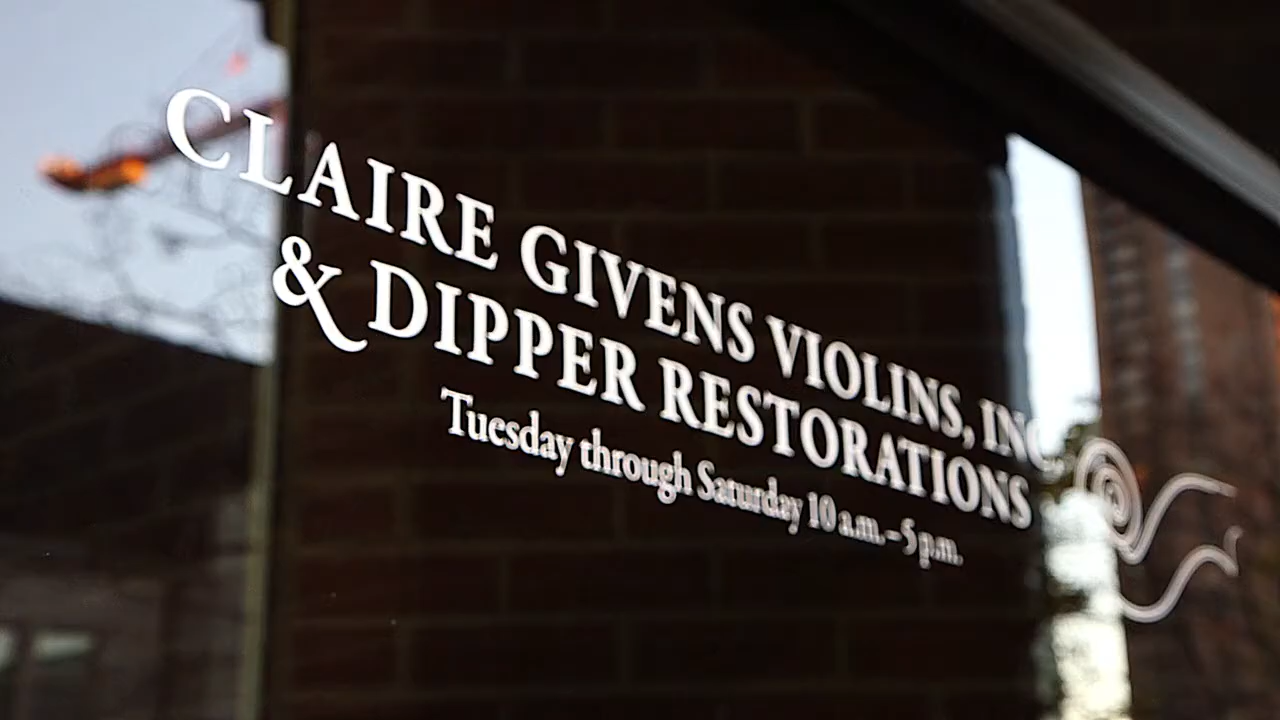 CLAIRE GIVENS VIOLINS, INC.
& DIPPER RESTORATIONS
Tuesday through Saturday 10 a.m. – 5 p.m.